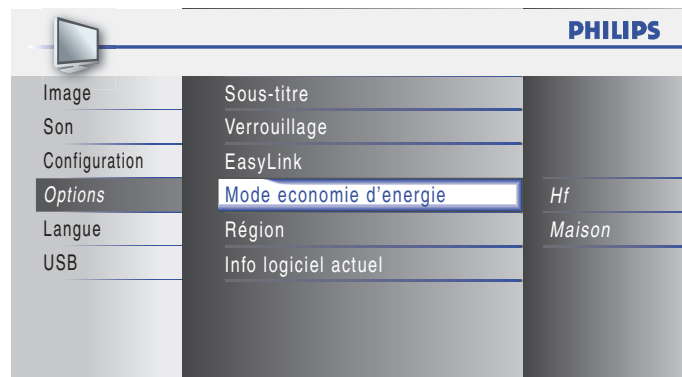 PHILIPS
Image
Son
Configuration
Options
Langue
USB
Sous-titre
Verrouillage
EasyLink
Mode economie d'energie
Région
Info logiciel actuel
Hf
Maison